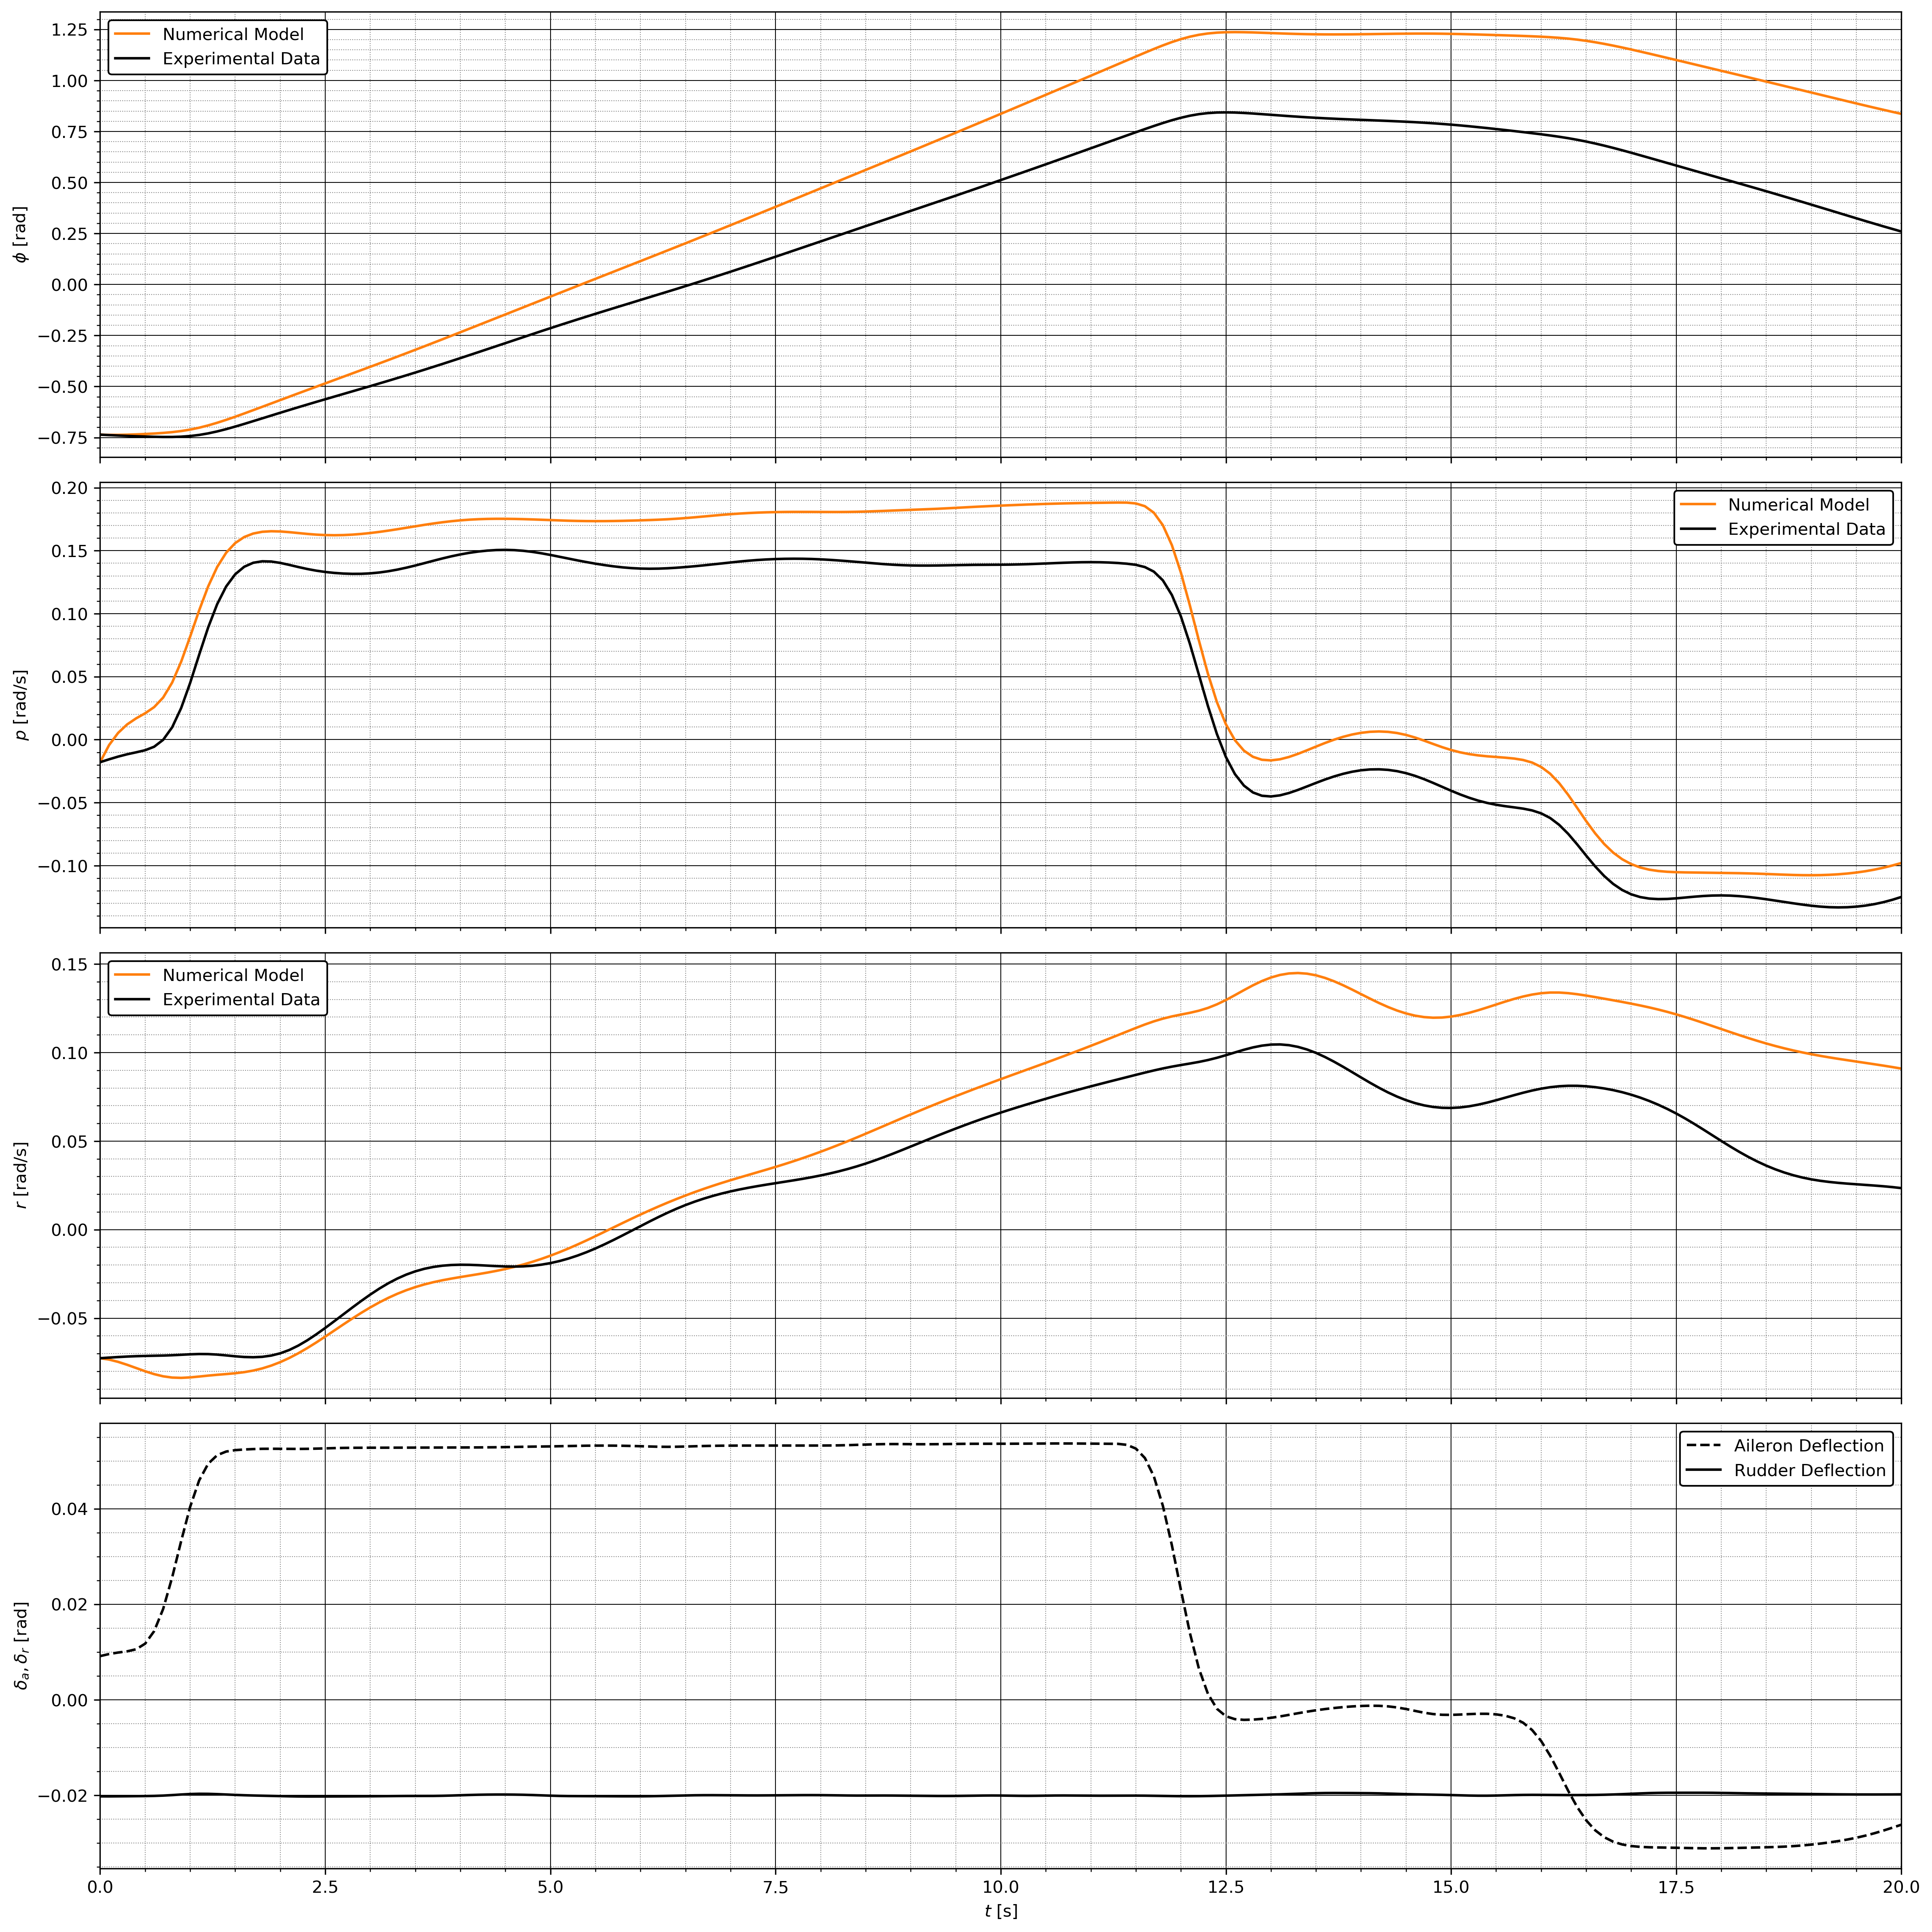 1.25
1.00
0.75
0.50
0.25
0.00
−0.25
−0.50
−0.75
ϕ [rad]
Numerical Model
Experimental Data
0.20
0.15
0.10
0.05
0.00
−0.05
−0.10
p [rad/s]
Numerical Model
Experimental Data
0.15
0.10
0.05
0.00
−0.05
r [rad/s]
Numerical Model
Experimental Data
0.04
0.02
0.00
−0.02
δₐ, δᵣ [rad]
Aileron Deflection
Rudder Deflection
0.0 2.5 5.0 7.5 10.0 12.5 15.0 17.5 20.0
t [s]